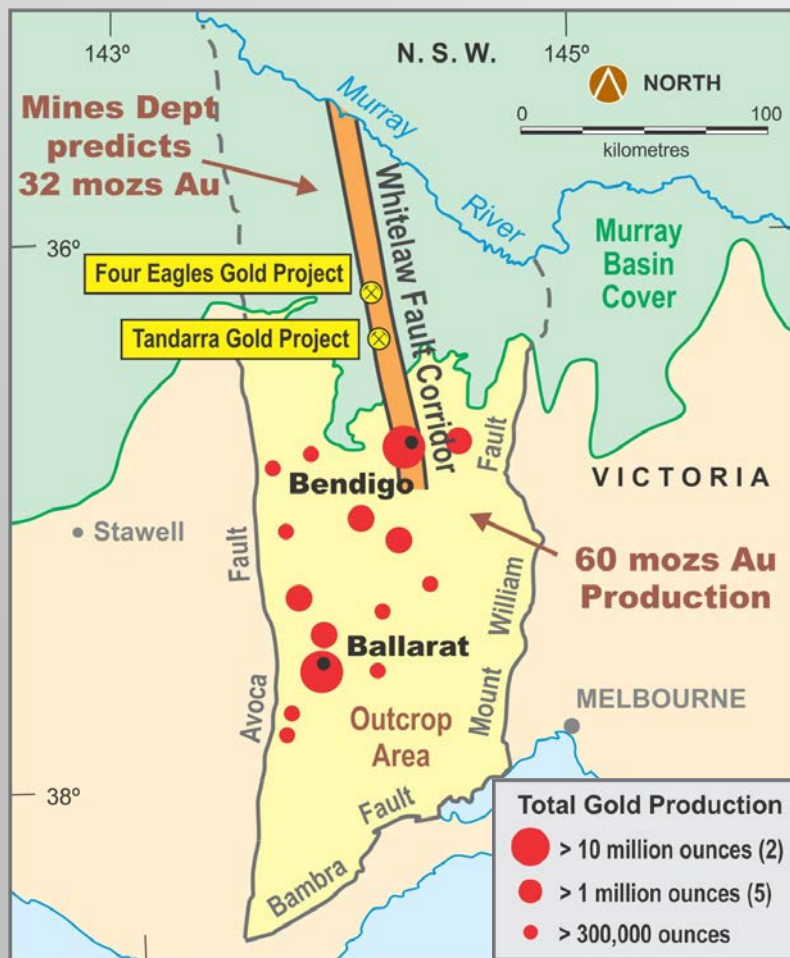 143º
N. S. W.
145º
NORTH
0
100
kilometres
Mines Dept
predicts
32 mozs Au
Murray
River
Whitelaw Fault Corridor
36º
Murray
Basin
Cover
Four Eagles Gold Project
Tandarra Gold Project
Fault
VICTORIA
Bendigo
Stawell
Fault
60 mozs Au
Production
William
Ballarat
Avoca
Mount
MELBOURNE
Outcrop
Area
38º
Fault
Bambra
Total Gold Production
> 10 million ounces (2)
> 1 million ounces (5)
> 300,000 ounces